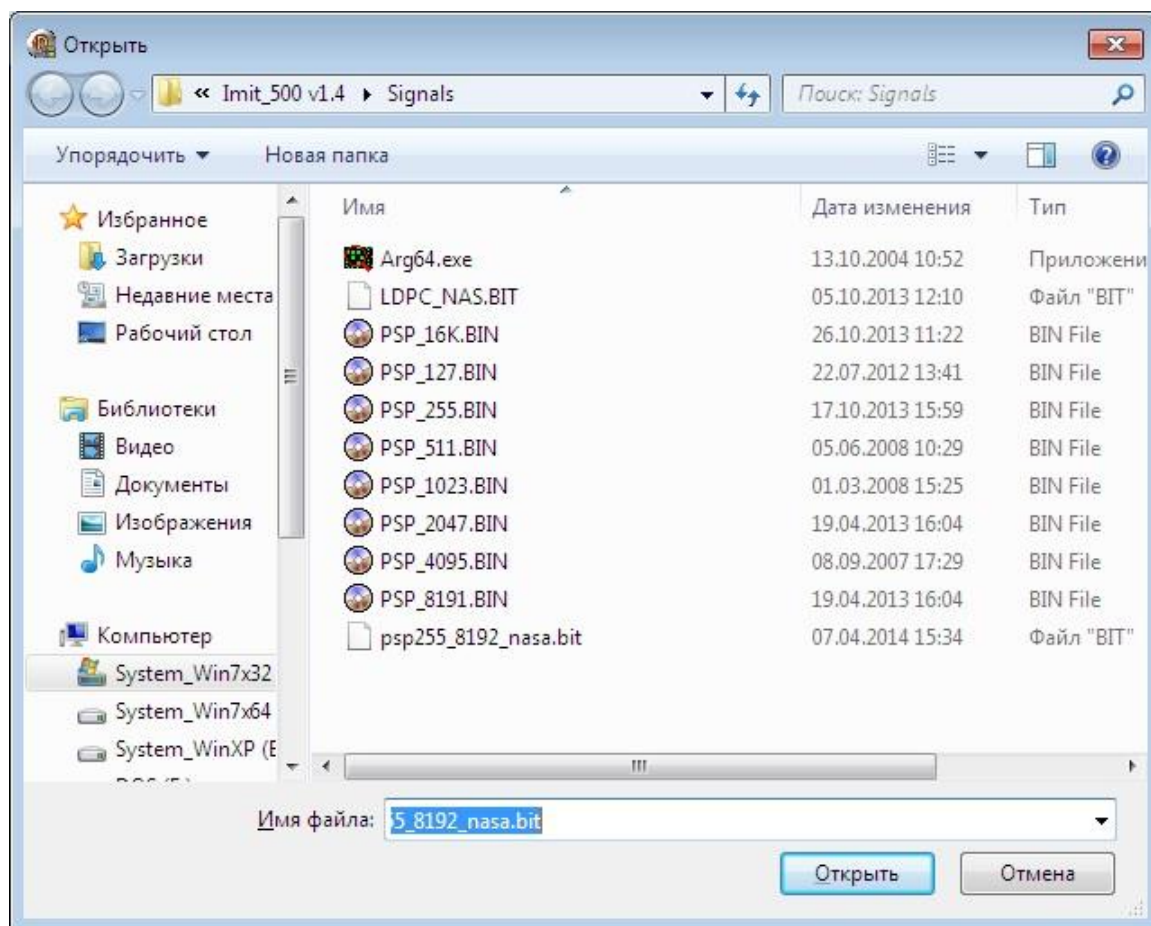 Открыть
« Imit_500 v1.4 ▸ Signals
Поиск: Signals
Упорядочить ▾ Новая папка
Имя Дата изменения Тип
Избранное
Загрузки
Недавние места
Рабочий стол
Библиотеки
Видео
Документы
Изображения
Музыка
Компьютер
System_Win7x32
System_Win7x64
System_WinXP (E
Arg64.exe 13.10.2004 10:52 Приложени
LDPC_NAS.BIT 05.10.2013 12:10 Файл "BIT"
PSP_16K.BIN 26.10.2013 11:22 BIN File
PSP_127.BIN 22.07.2012 13:41 BIN File
PSP_255.BIN 17.10.2013 15:59 BIN File
PSP_511.BIN 05.06.2008 10:29 BIN File
PSP_1023.BIN 01.03.2008 15:25 BIN File
PSP_2047.BIN 19.04.2013 16:04 BIN File
PSP_4095.BIN 08.09.2007 17:29 BIN File
PSP_8191.BIN 19.04.2013 16:04 BIN File
psp255_8192_nasa.bit 07.04.2014 15:34 Файл "BIT"
Имя файла: 5_8192_nasa.bit
Открыть Отмена